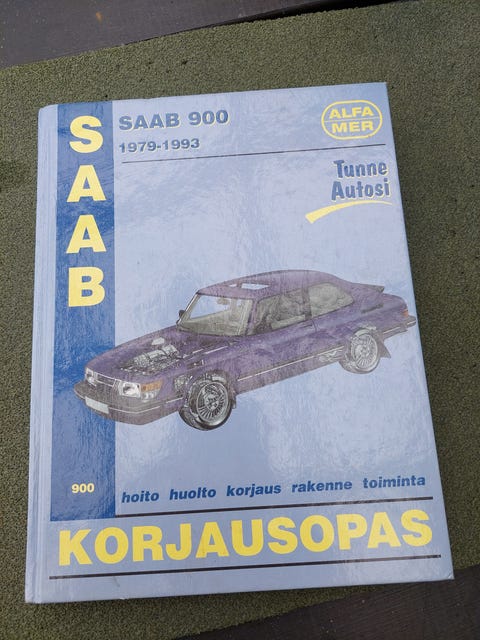 SAAB
SAAB 900
1979-1993
ALFA
MER
Tunne
Autosi
900
hoito huolto korjaus rakenne toiminta
KORJAUSOPAS